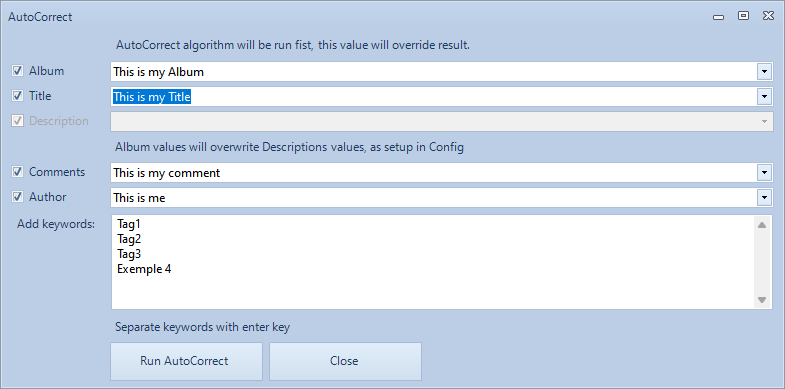 AutoCorrect
AutoCorrect algorithm will be run fist, this value will override result.
Album This is my Album
Title This is my Title
Description
Album values will overwrite Descriptions values, as setup in Config
Comments This is my comment
Author This is me
Add keywords: Tag1
Tag2
Tag3
Exemple 4
Separate keywords with enter key
Run AutoCorrect Close